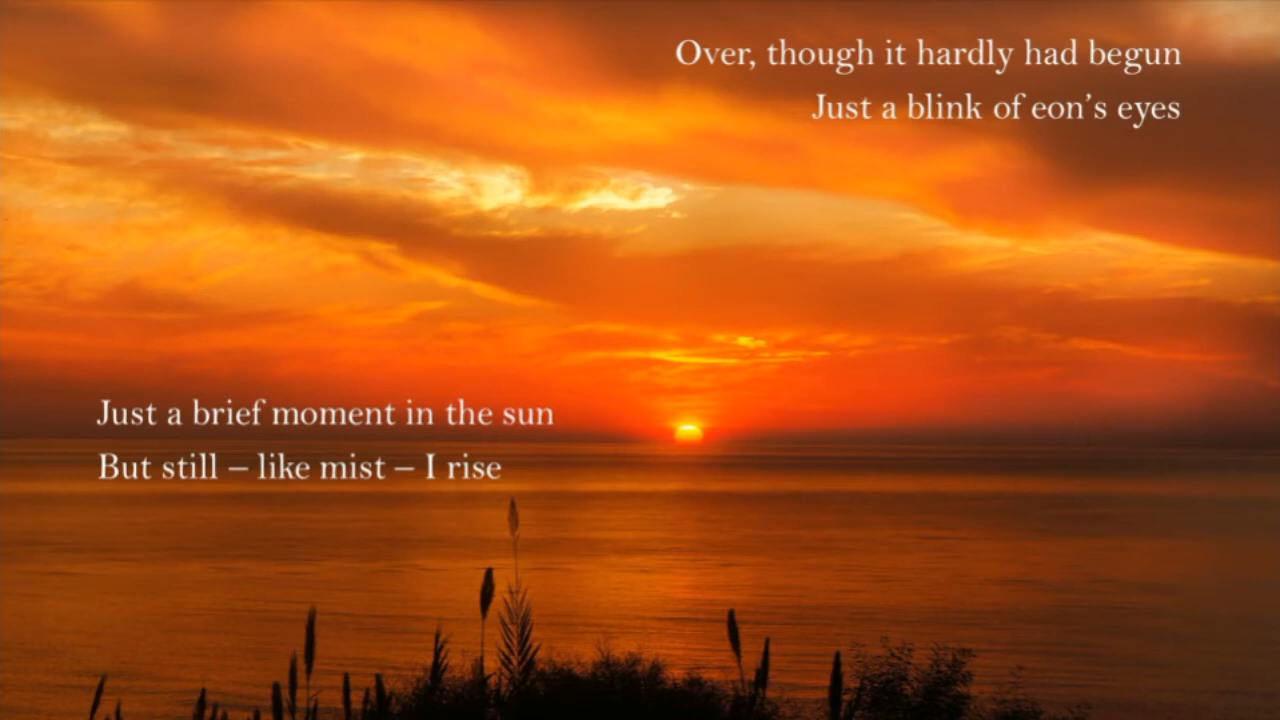 Over, though it hardly had begun
Just a blink of eon’s eyes
Just a brief moment in the sun
But still – like mist – I rise